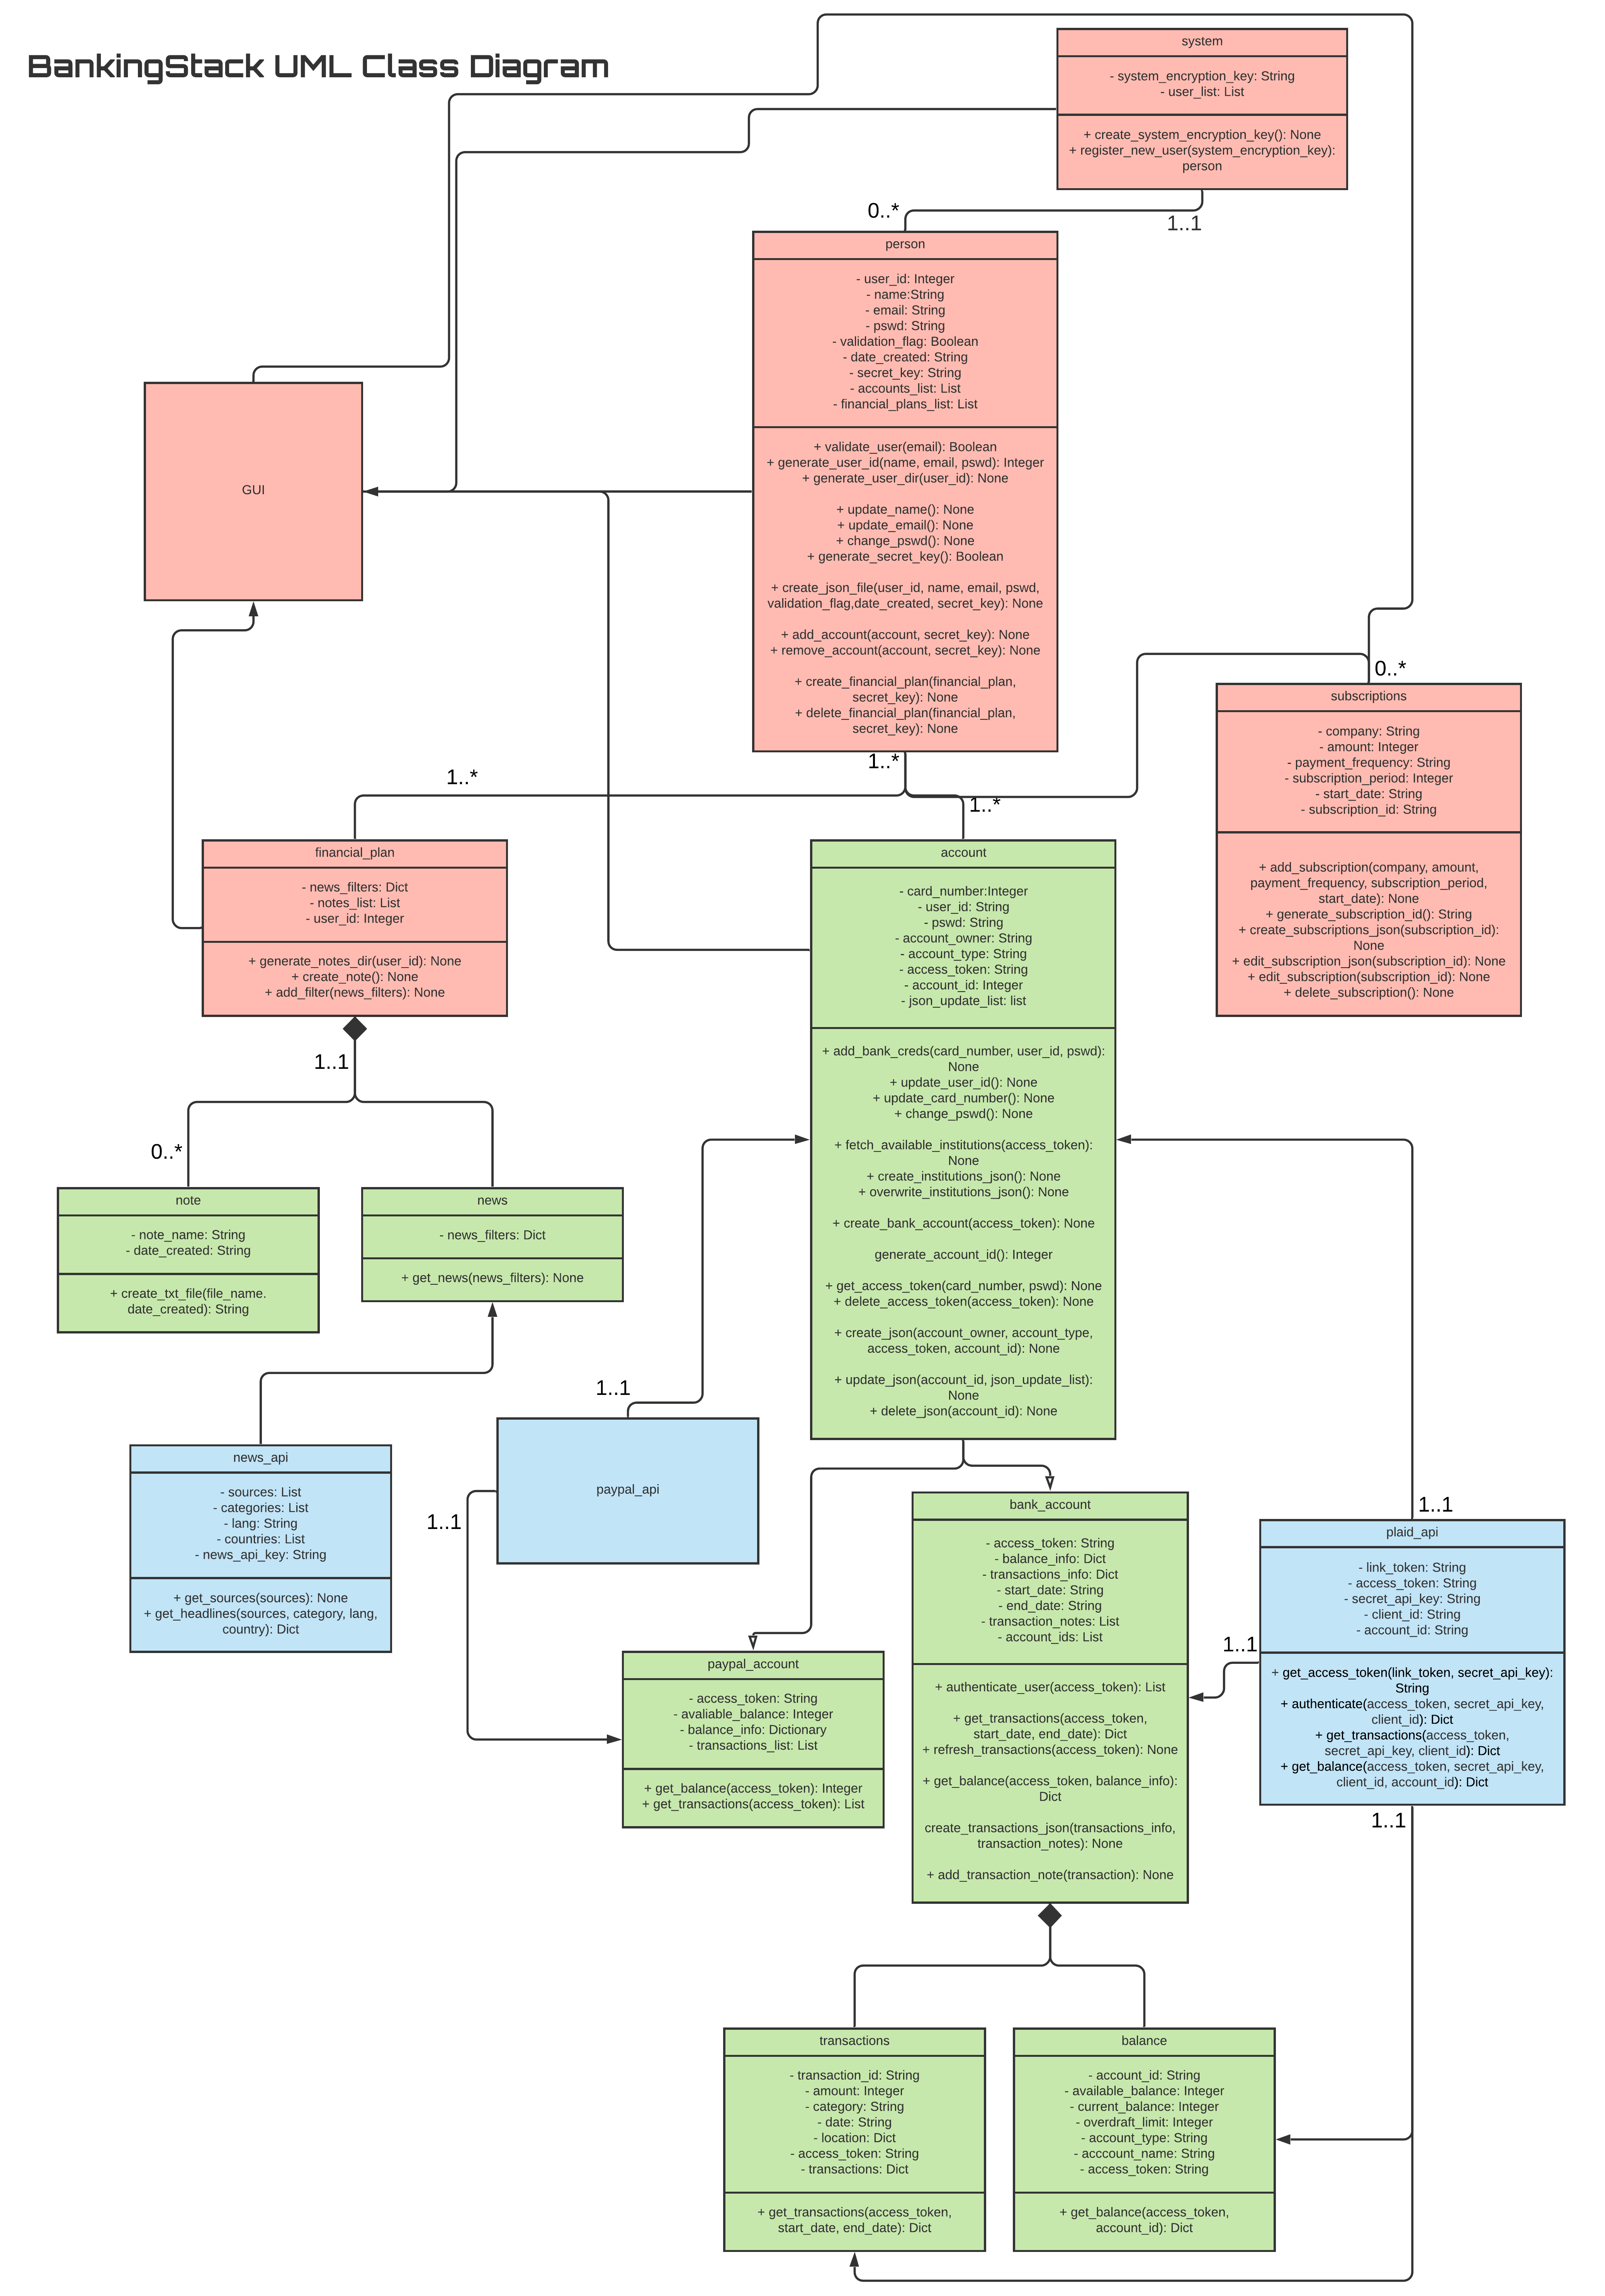 BankingStack UML Class Diagram
system
- system_encryption_key: String
- user_list: List
+ create_system_encryption_key(): None
+ register_new_user(system_encryption_key):
person
0..*
1..1
person
- user_id: Integer
- name:String
- email: String
- pswd: String
- validation_flag: Boolean
- date_created: String
- secret_key: String
- accounts_list: List
- financial_plans_list: List
+ validate_user(email): Boolean
+ generate_user_id(name, email, pswd): Integer
+ generate_user_dir(user_id): None
+ update_name(): None
+ update_email(): None
+ change_pswd(): None
+ generate_secret_key(): Boolean
+ create_json_file(user_id, name, email, pswd,
validation_flag,date_created, secret_key): None
+ add_account(account, secret_key): None
+ remove_account(account, secret_key): None
+ create_financial_plan(financial_plan,
secret_key): None
+ delete_financial_plan(financial_plan,
secret_key): None
GUI
0..*
subscriptions
- company: String
- amount: Integer
- payment_frequency: String
- subscription_period: Integer
- start_date: String
- subscription_id: String
+ add_subscription(company, amount,
payment_frequency, subscription_period,
start_date): None
+ generate_subscription_id(): String
+ create_subscriptions_json(subscription_id):
None
+ edit_subscription_json(subscription_id): None
+ edit_subscription(subscription_id): None
+ delete_subscription(): None
1..*
1..*
1..*
financial_plan
- news_filters: Dict
- notes_list: List
- user_id: Integer
+ generate_notes_dir(user_id): None
+ create_note(): None
+ add_filter(news_filters): None
account
- card_number:Integer
- user_id: String
- pswd: String
- account_owner: String
- account_type: String
- access_token: String
- account_id: Integer
- json_update_list: list
+ add_bank_creds(card_number, user_id, pswd):
None
+ update_user_id(): None
+ update_card_number(): None
+ change_pswd(): None
+ fetch_available_institutions(access_token):
None
+ create_institutions_json(): None
+ overwrite_institutions_json(): None
+ create_bank_account(access_token): None
generate_account_id(): Integer
+ get_access_token(card_number, pswd): None
+ delete_access_token(access_token): None
+ create_json(account_owner, account_type,
access_token, account_id): None
+ update_json(account_id, json_update_list):
None
+ delete_json(account_id): None
1..1
0..*
note
- note_name: String
- date_created: String
+ create_txt_file(file_name.
date_created): String
news
- news_filters: Dict
+ get_news(news_filters): None
news_api
- sources: List
- categories: List
- lang: String
- countries: List
- news_api_key: String
+ get_sources(sources): None
+ get_headlines(sources, category, lang,
country): Dict
1..1
paypal_api
1..1
paypal_account
- access_token: String
- avaliable_balance: Integer
- balance_info: Dictionary
- transactions_list: List
+ get_balance(access_token): Integer
+ get_transactions(access_token): List
bank_account
- access_token: String
- balance_info: Dict
- transactions_info: Dict
- start_date: String
- end_date: String
- transaction_notes: List
- account_ids: List
+ authenticate_user(access_token): List
+ get_transactions(access_token,
start_date, end_date): Dict
+ refresh_transactions(access_token): None
+ get_balance(access_token, balance_info):
Dict
create_transactions_json(transactions_info,
transaction_notes): None
+ add_transaction_note(transaction): None
1..1
plaid_api
- link_token: String
- access_token: String
- secret_api_key: String
- client_id: String
- account_id: String
+ get_access_token(link_token, secret_api_key):
String
+ authenticate(access_token, secret_api_key,
client_id): Dict
+ get_transactions(access_token,
secret_api_key, client_id): Dict
+ get_balance(access_token, secret_api_key,
client_id, account_id): Dict
1..1
1..1
transactions
- transaction_id: String
- amount: Integer
- category: String
- date: String
- location: Dict
- access_token: String
- transactions: Dict
+ get_transactions(access_token,
start_date, end_date): Dict
balance
- account_id: String
- available_balance: Integer
- current_balance: Integer
- overdraft_limit: Integer
- account_type: String
- acccount_name: String
- access_token: String
+ get_balance(access_token,
account_id): Dict